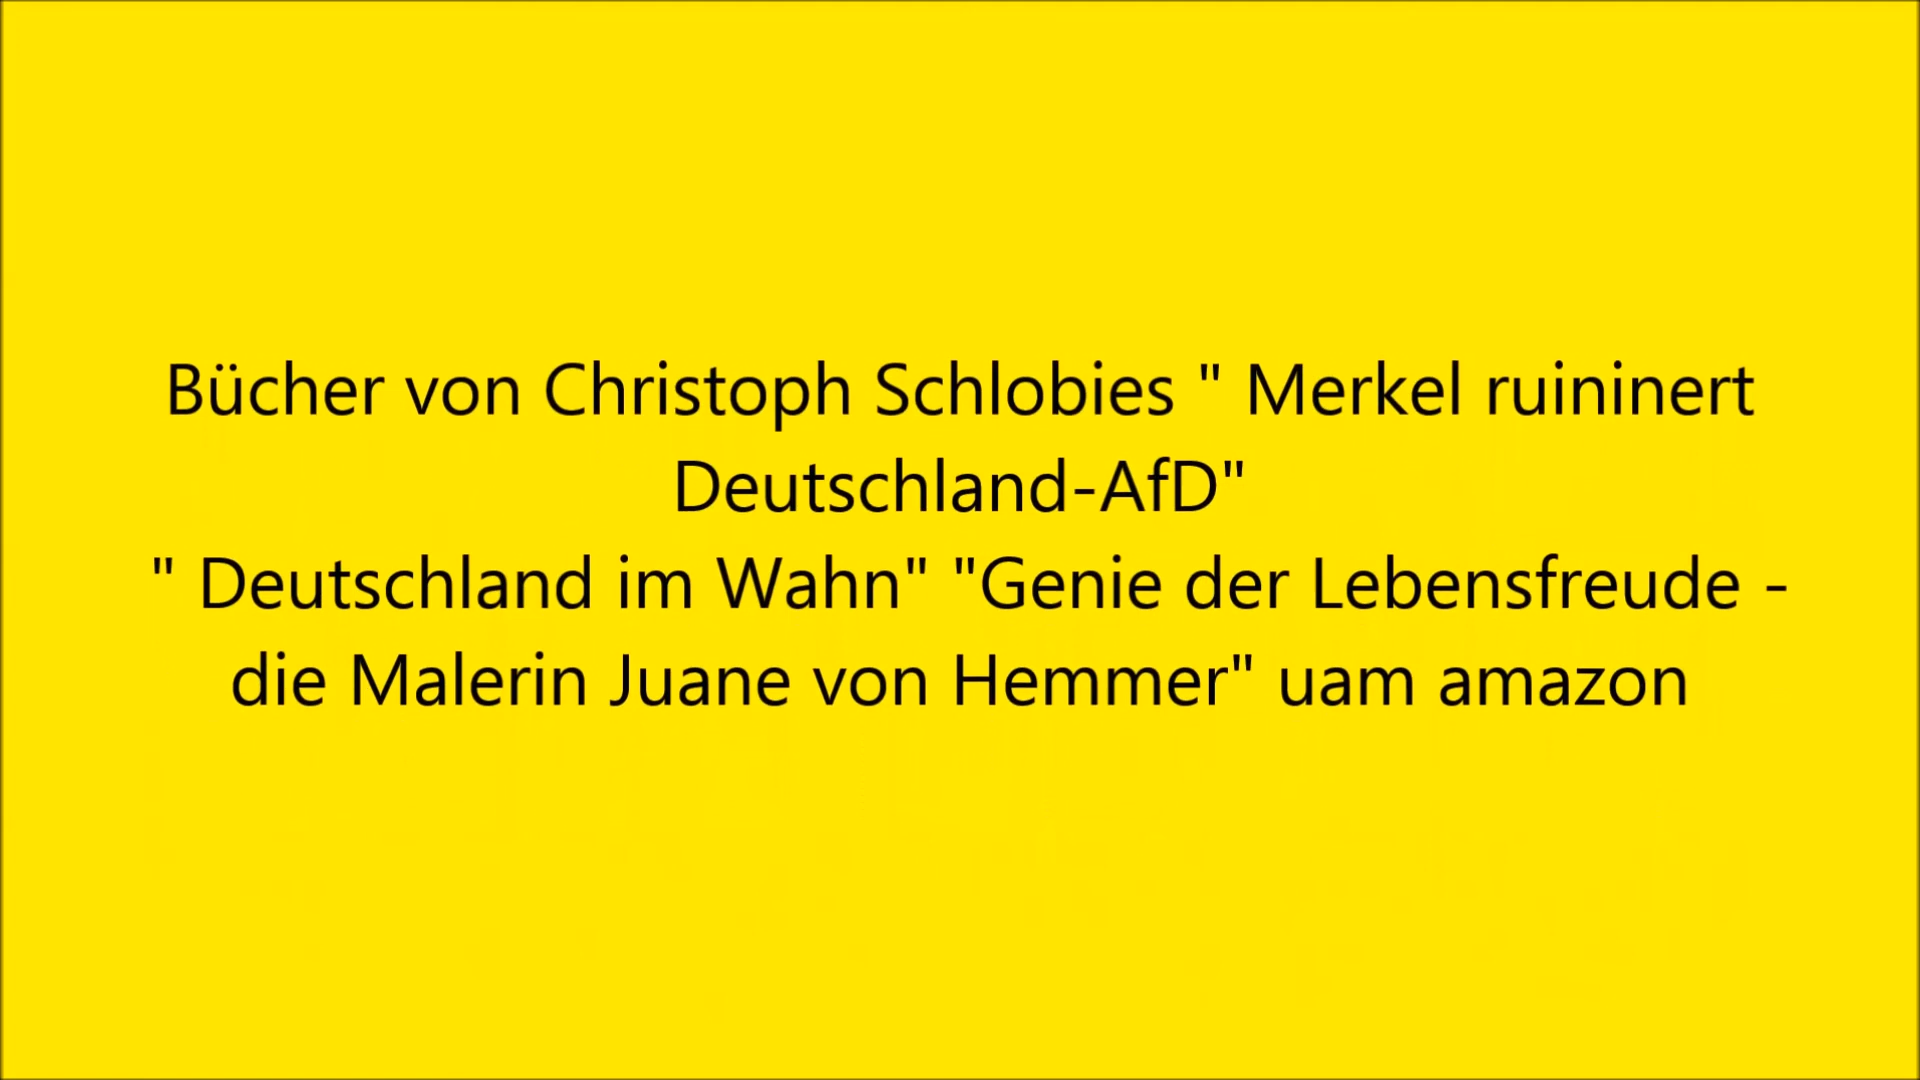 Bücher von Christoph Schlobies " Merkel ruininert
Deutschland-AfD"
" Deutschland im Wahn" "Genie der Lebensfreude -
die Malerin Juane von Hemmer" uam amazon